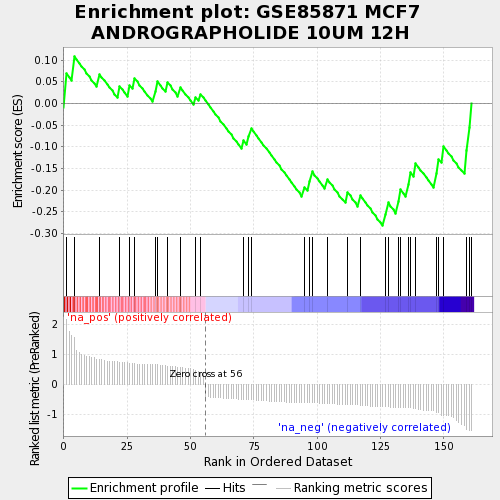 Enrichment plot: GSE85871 MCF7
ANDROGRAPHOLIDE 10UM 12H
Enrichment score (ES)
0.10
0.05
0.00
-0.05
-0.10
-0.15
-0.20
-0.25
-0.30
'na_pos' (positively correlated)
Ranked list metric (PreRanked)
2
1
0
-1
Zero cross at 56
'na_neg' (negatively correlated)
0 25 50 75 100 125 150
Rank in Ordered Dataset
Enrichment profile Hits Ranking metric scores